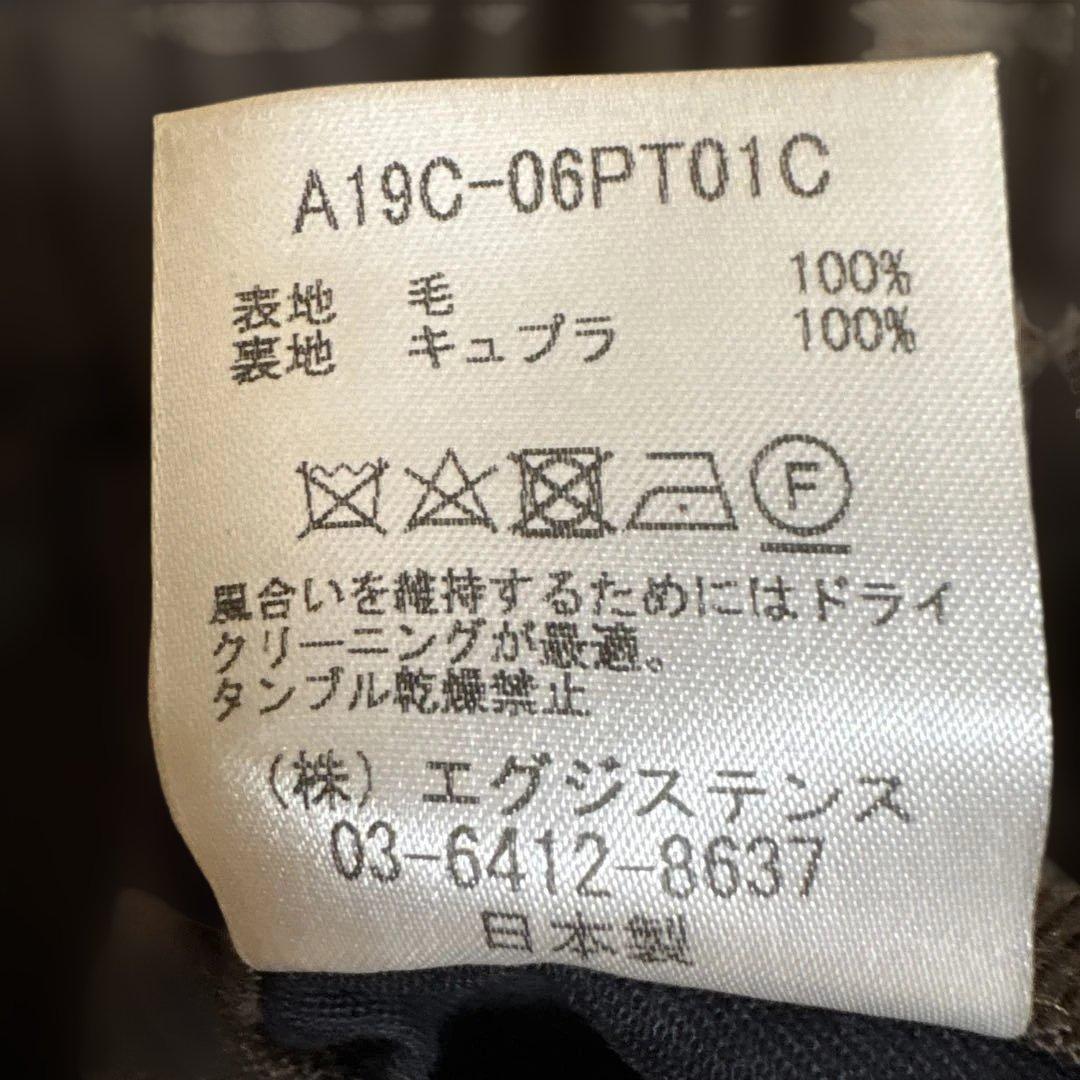 A19C-06PT01C
表地 毛 100%
裏地 キュプラ 100%
F
風合いを維持するためにはドライ
クリーニングが最適。
タンブル乾燥禁止
(株) エグジステンス
03-6412-8637
日本製